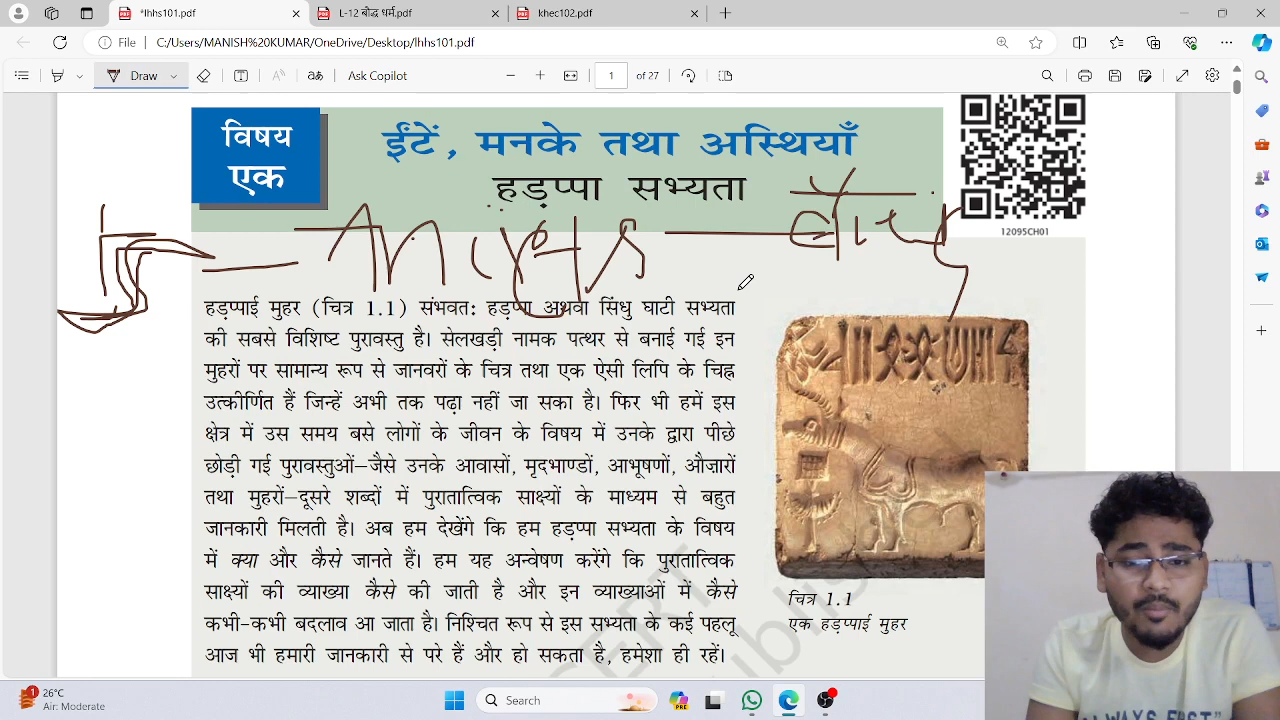 *lhhs101.pdf
L-12 बौद्ध धर्म.pdf
khec102.pdf
File
C:/Users/MANISH%20KUMAR/OneDrive/Desktop/lhhs101.pdf
Draw
Ask Copilot
1 of 27
विषय
एक
ईंटें, मनके तथा अस्थियाँ
हड़प्पा सभ्यता
12095CH01
हड़प्पाई मुहर (चित्र 1.1) संभवत: हड़प्पा अथवा सिंधु घाटी सभ्यता
की सबसे विशिष्ट पुरावस्तु है। सेलखड़ी नामक पत्थर से बनाई गई इन
मुहरों पर सामान्य रूप से जानवरों के चित्र तथा एक ऐसी लिपि के चिह्न
उत्कीर्णित हैं जिन्हें अभी तक पढ़ा नहीं जा सका है। फिर भी हमें इस
क्षेत्र में उस समय बसे लोगों के जीवन के विषय में उनके द्वारा पीछे
छोड़ी गई पुरावस्तुओं–जैसे उनके आवासों, मृदभाण्डों, आभूषणों, औज़ारों
तथा मुहरों–दूसरे शब्दों में पुरातात्विक साक्ष्यों के माध्यम से बहुत
जानकारी मिलती है। अब हम देखेंगे कि हम हड़प्पा सभ्यता के विषय
में क्या और कैसे जानते हैं। हम यह अन्वेषण करेंगे कि पुरातात्विक
साक्ष्यों की व्याख्या कैसे की जाती है और इन व्याख्याओं में कैसे
कभी-कभी बदलाव आ जाता है। निश्चित रूप से इस सभ्यता के कई पहलू
आज भी हमारी जानकारी से परे हैं और हो सकता है, हमेशा ही रहें।
चित्र 1.1
एक हड़प्पाई मुहर
26°C
Air: Moderate
Search